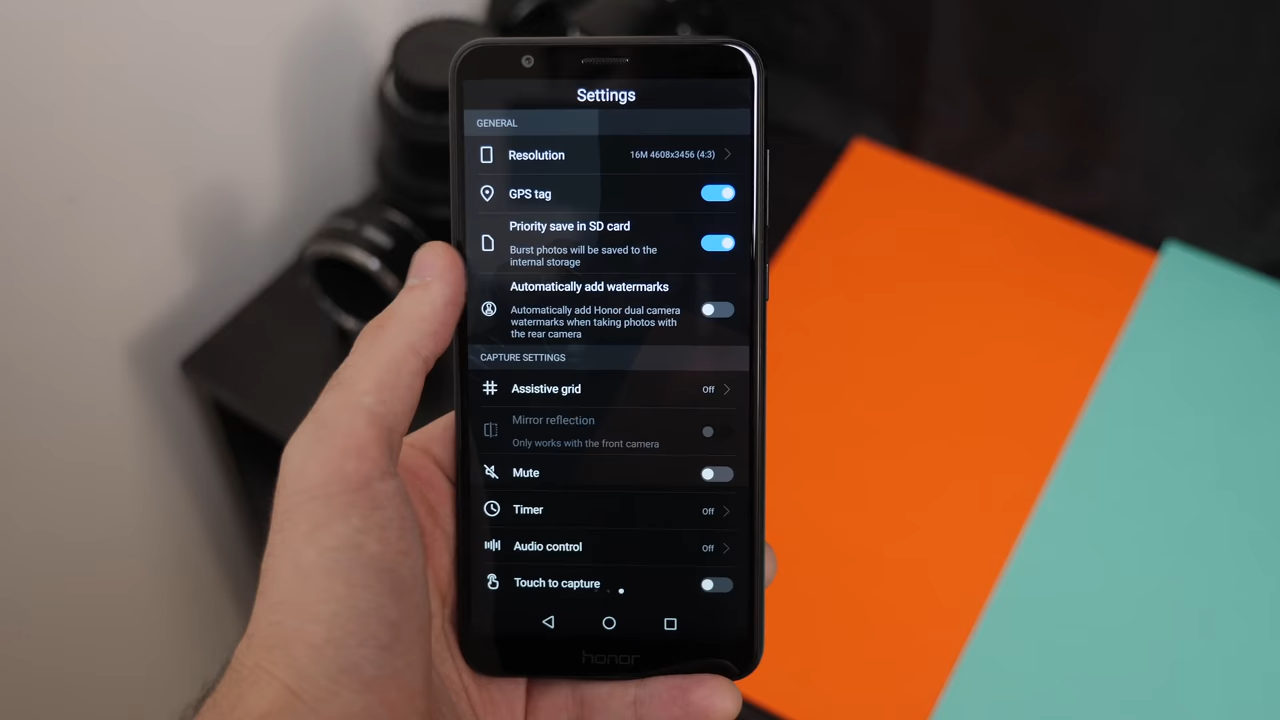 Settings
GENERAL
Resolution 16M 4608x3456 (4:3)
GPS tag
Priority save in SD card
Burst photos will be saved to the
internal storage
Automatically add watermarks
Automatically add Honor dual camera
watermarks when taking photos with
the rear camera
CAPTURE SETTINGS
Assistive grid Off
Mirror reflection
Only works with the front camera
Mute
Timer Off
Audio control Off
Touch to capture
honor